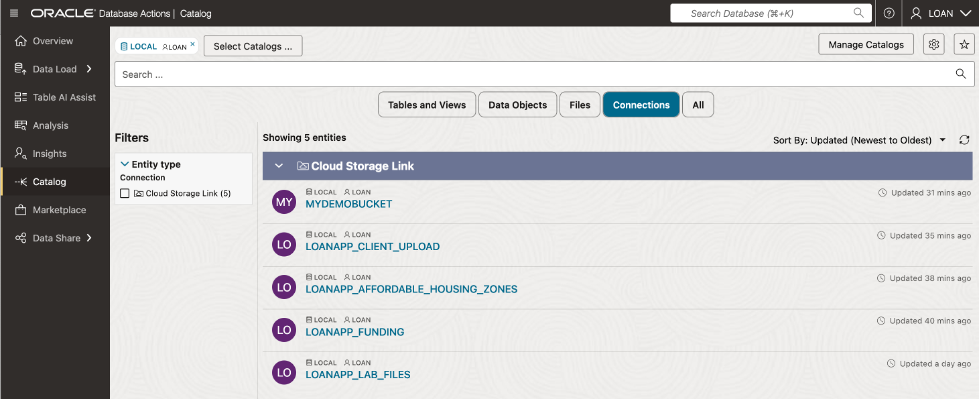 ORACLE Database Actions | Catalog
Search Database (⌘+K)
LOAN
Overview
Data Load
Table AI Assist
Analysis
Insights
Catalog
Marketplace
Data Share
LOCAL LOAN ×
Select Catalogs ...
Manage Catalogs
Search ...
Tables and Views
Data Objects
Files
Connections
All
Filters
Entity type
Connection
Cloud Storage Link (5)
Showing 5 entities
Sort By: Updated (Newest to Oldest)
Cloud Storage Link
MY
LOCAL LOAN
MYDEMOBUCKET
Updated 31 mins ago
LO
LOCAL LOAN
LOANAPP_CLIENT_UPLOAD
Updated 35 mins ago
LO
LOCAL LOAN
LOANAPP_AFFORDABLE_HOUSING_ZONES
Updated 38 mins ago
LO
LOCAL LOAN
LOANAPP_FUNDING
Updated 40 mins ago
LO
LOCAL LOAN
LOANAPP_LAB_FILES
Updated a day ago